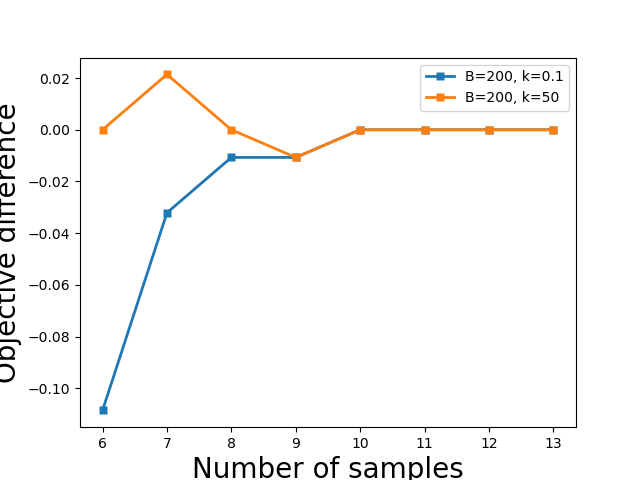 B=200, k=0.1
B=200, k=50
Objective difference
0.02
0.00
−0.02
−0.04
−0.06
−0.08
−0.10
6 7 8 9 10 11 12 13
Number of samples